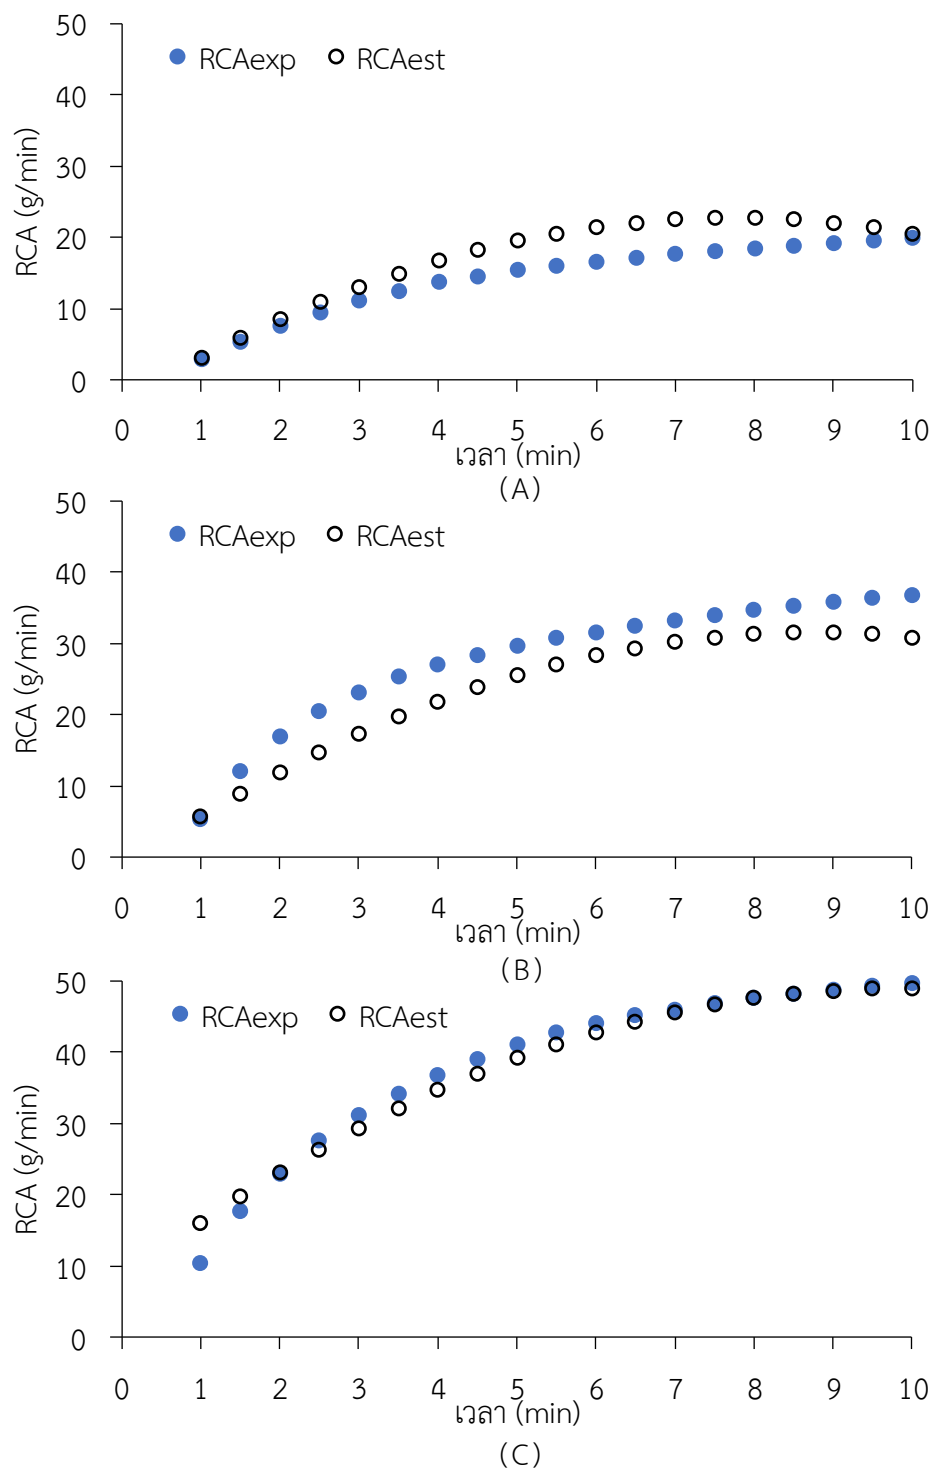 50
RCAexp RCAest
40
30
20
10
0
RCA (g/min)
0 1 2 3 4 5 6 7 8 9 10
เวลา (min)
(A)
50
RCAexp RCAest
40
30
20
10
0
RCA (g/min)
0 1 2 3 4 5 6 7 8 9 10
เวลา (min)
(B)
50
RCAexp RCAest
40
30
20
10
0
RCA (g/min)
0 1 2 3 4 5 6 7 8 9 10
เวลา (min)
(C)